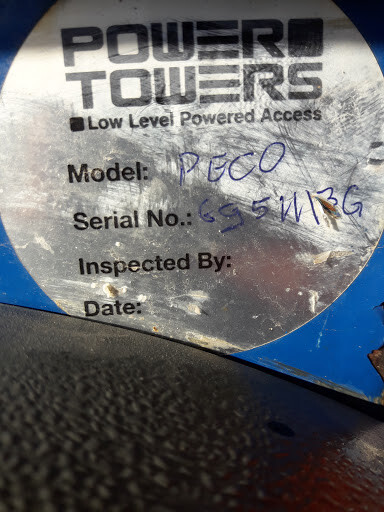 POWER
TOWERS
Low Level Powered Access
Model: PECO
Serial No.:
Inspected By:
Date: